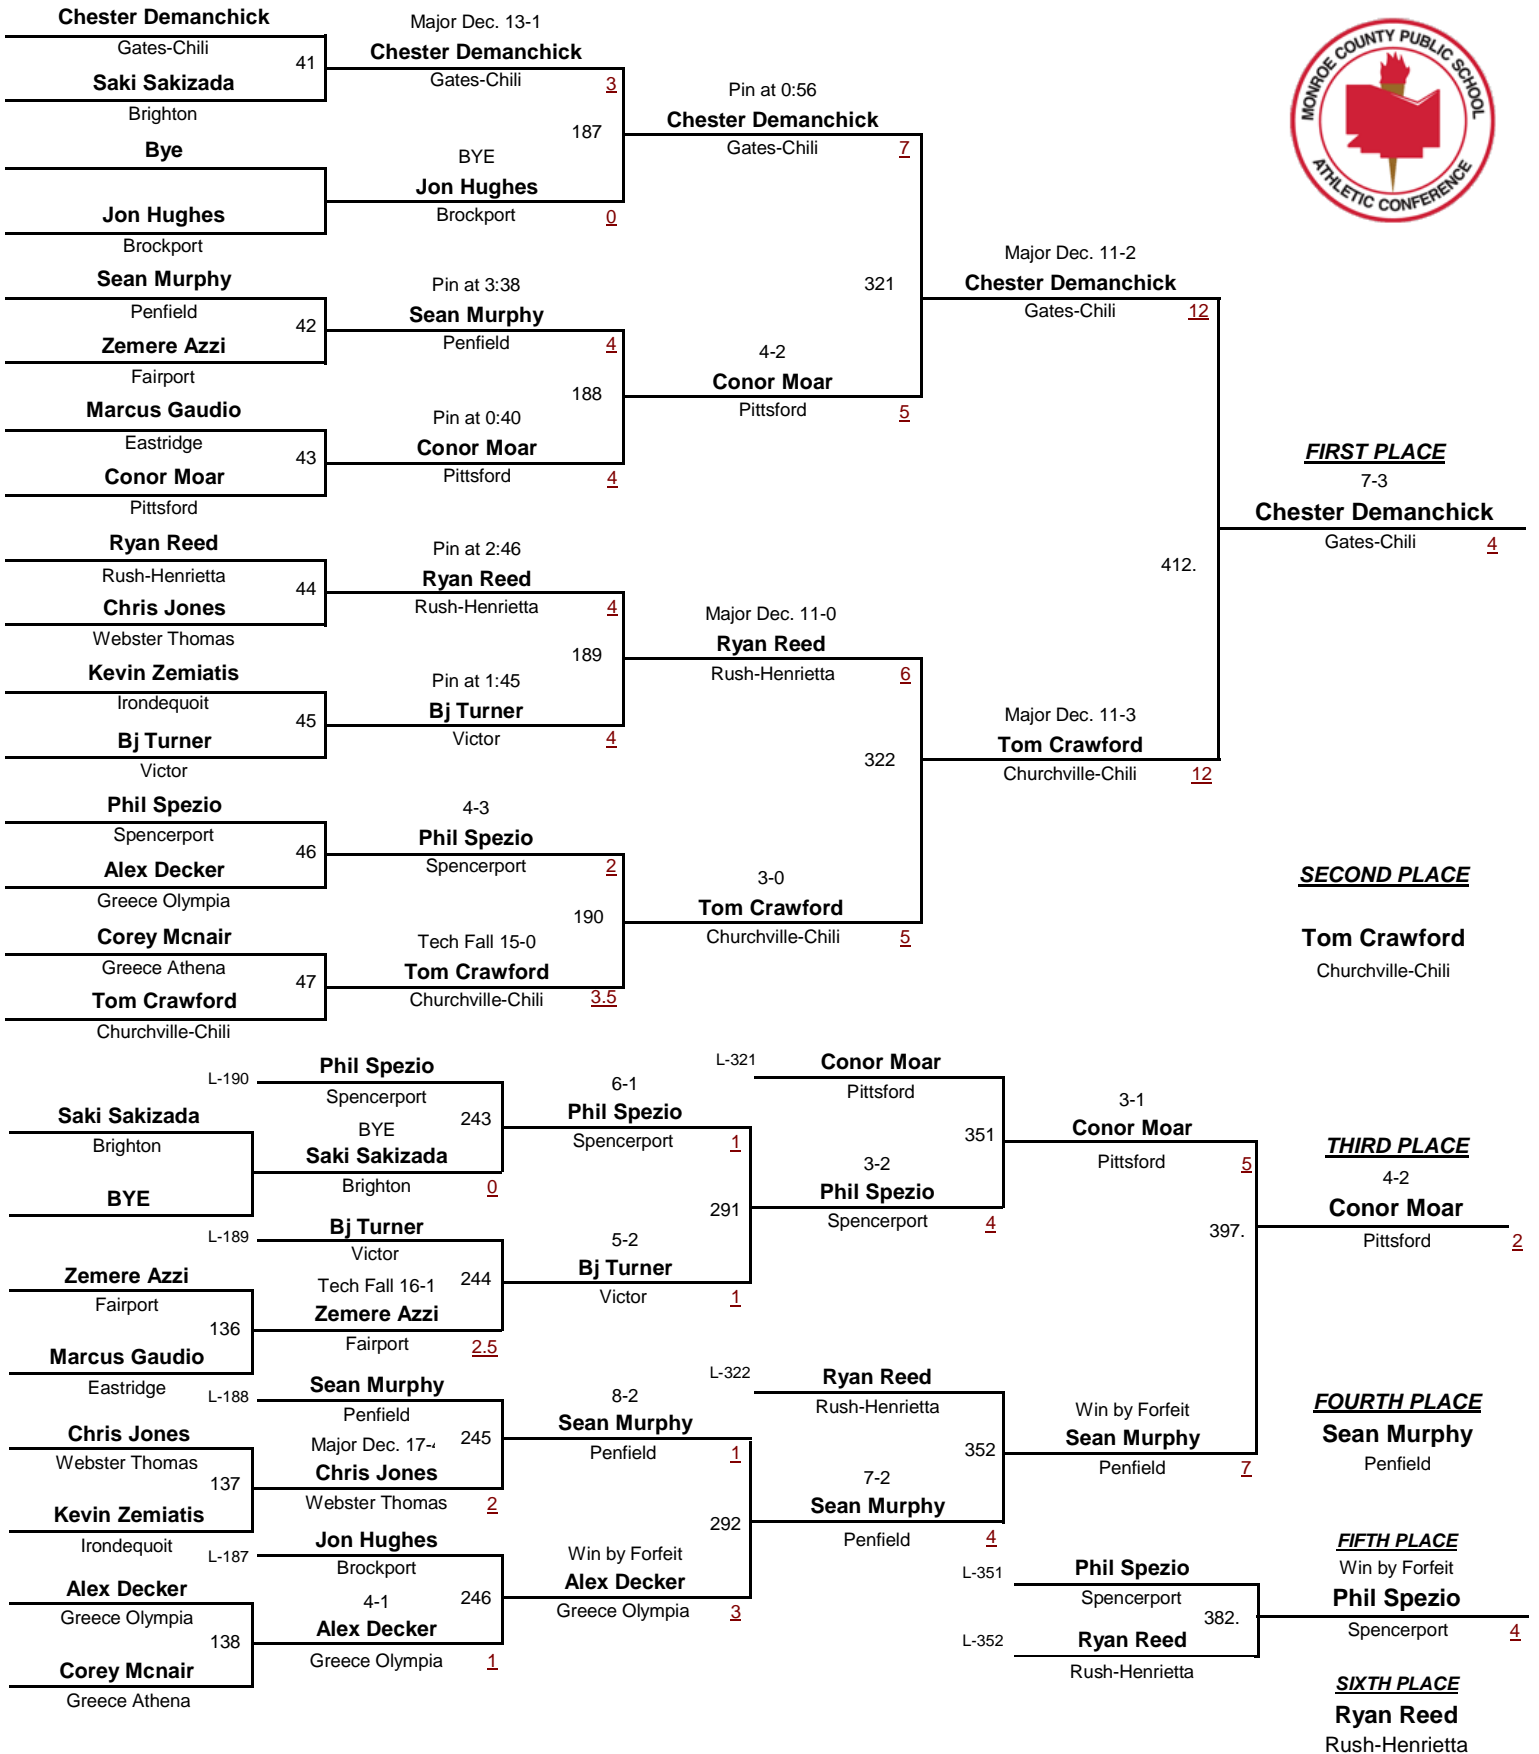 Chester Demanchick
Gates-Chili
41
Saki Sakizada
Brighton
Bye
Jon Hughes
Brockport
Sean Murphy
Penfield
42
Zemere Azzi
Fairport
Marcus Gaudio
Eastridge
43
Conor Moar
Pittsford
Ryan Reed
Rush-Henrietta
44
Chris Jones
Webster Thomas
Kevin Zemiatis
Irondequoit
45
Bj Turner
Victor
Phil Spezio
Spencerport
46
Alex Decker
Greece Olympia
Corey Mcnair
Greece Athena
47
Tom Crawford
Churchville-Chili
Major Dec. 13-1
Chester Demanchick
Gates-Chili 3
187
BYE
Jon Hughes
Brockport 0
Pin at 3:38
Sean Murphy
Penfield 4
188
Pin at 0:40
Conor Moar
Pittsford 4
Pin at 2:46
Ryan Reed
Rush-Henrietta 4
189
Pin at 1:45
Bj Turner
Victor 4
4-3
Phil Spezio
Spencerport 2
190
Tech Fall 15-0
Tom Crawford
Churchville-Chili 3.5
Pin at 0:56
Chester Demanchick
Gates-Chili 7
321
4-2
Conor Moar
Pittsford 5
Major Dec. 11-0
Ryan Reed
Rush-Henrietta 6
322
3-0
Tom Crawford
Churchville-Chili 5
Major Dec. 11-2
Chester Demanchick
Gates-Chili 12
412.
Major Dec. 11-3
Tom Crawford
Churchville-Chili 12
MONROE COUNTY PUBLIC SCHOOL
ATHLETIC CONFERENCE
FIRST PLACE
7-3
Chester Demanchick
Gates-Chili 4
SECOND PLACE
Tom Crawford
Churchville-Chili
Saki Sakizada
Brighton
BYE
Zemere Azzi
Fairport
136
Marcus Gaudio
Eastridge
Chris Jones
Webster Thomas
137
Kevin Zemiatis
Irondequoit
Alex Decker
Greece Olympia
138
Corey Mcnair
Greece Athena
L-190
Phil Spezio
Spencerport
243
BYE
Saki Sakizada
Brighton 0
L-189
Bj Turner
Victor
244
Tech Fall 16-1
Zemere Azzi
Fairport 2.5
L-188
Sean Murphy
Penfield
245
Major Dec. 17-
Chris Jones
Webster Thomas 2
L-187
Jon Hughes
Brockport
246
4-1
Alex Decker
Greece Olympia 1
6-1
Phil Spezio
Spencerport 1
291
5-2
Bj Turner
Victor 1
8-2
Sean Murphy
Penfield 1
292
Win by Forfeit
Alex Decker
Greece Olympia 3
L-321
Conor Moar
Pittsford
351
3-2
Phil Spezio
Spencerport 4
L-322
Ryan Reed
Rush-Henrietta
352
7-2
Sean Murphy
Penfield 4
3-1
Conor Moar
Pittsford 5
397.
Win by Forfeit
Sean Murphy
Penfield 7
L-351
Phil Spezio
Spencerport
382.
L-352
Ryan Reed
Rush-Henrietta
THIRD PLACE
4-2
Conor Moar
Pittsford 2
FOURTH PLACE
Sean Murphy
Penfield
FIFTH PLACE
Win by Forfeit
Phil Spezio
Spencerport 4
SIXTH PLACE
Ryan Reed
Rush-Henrietta